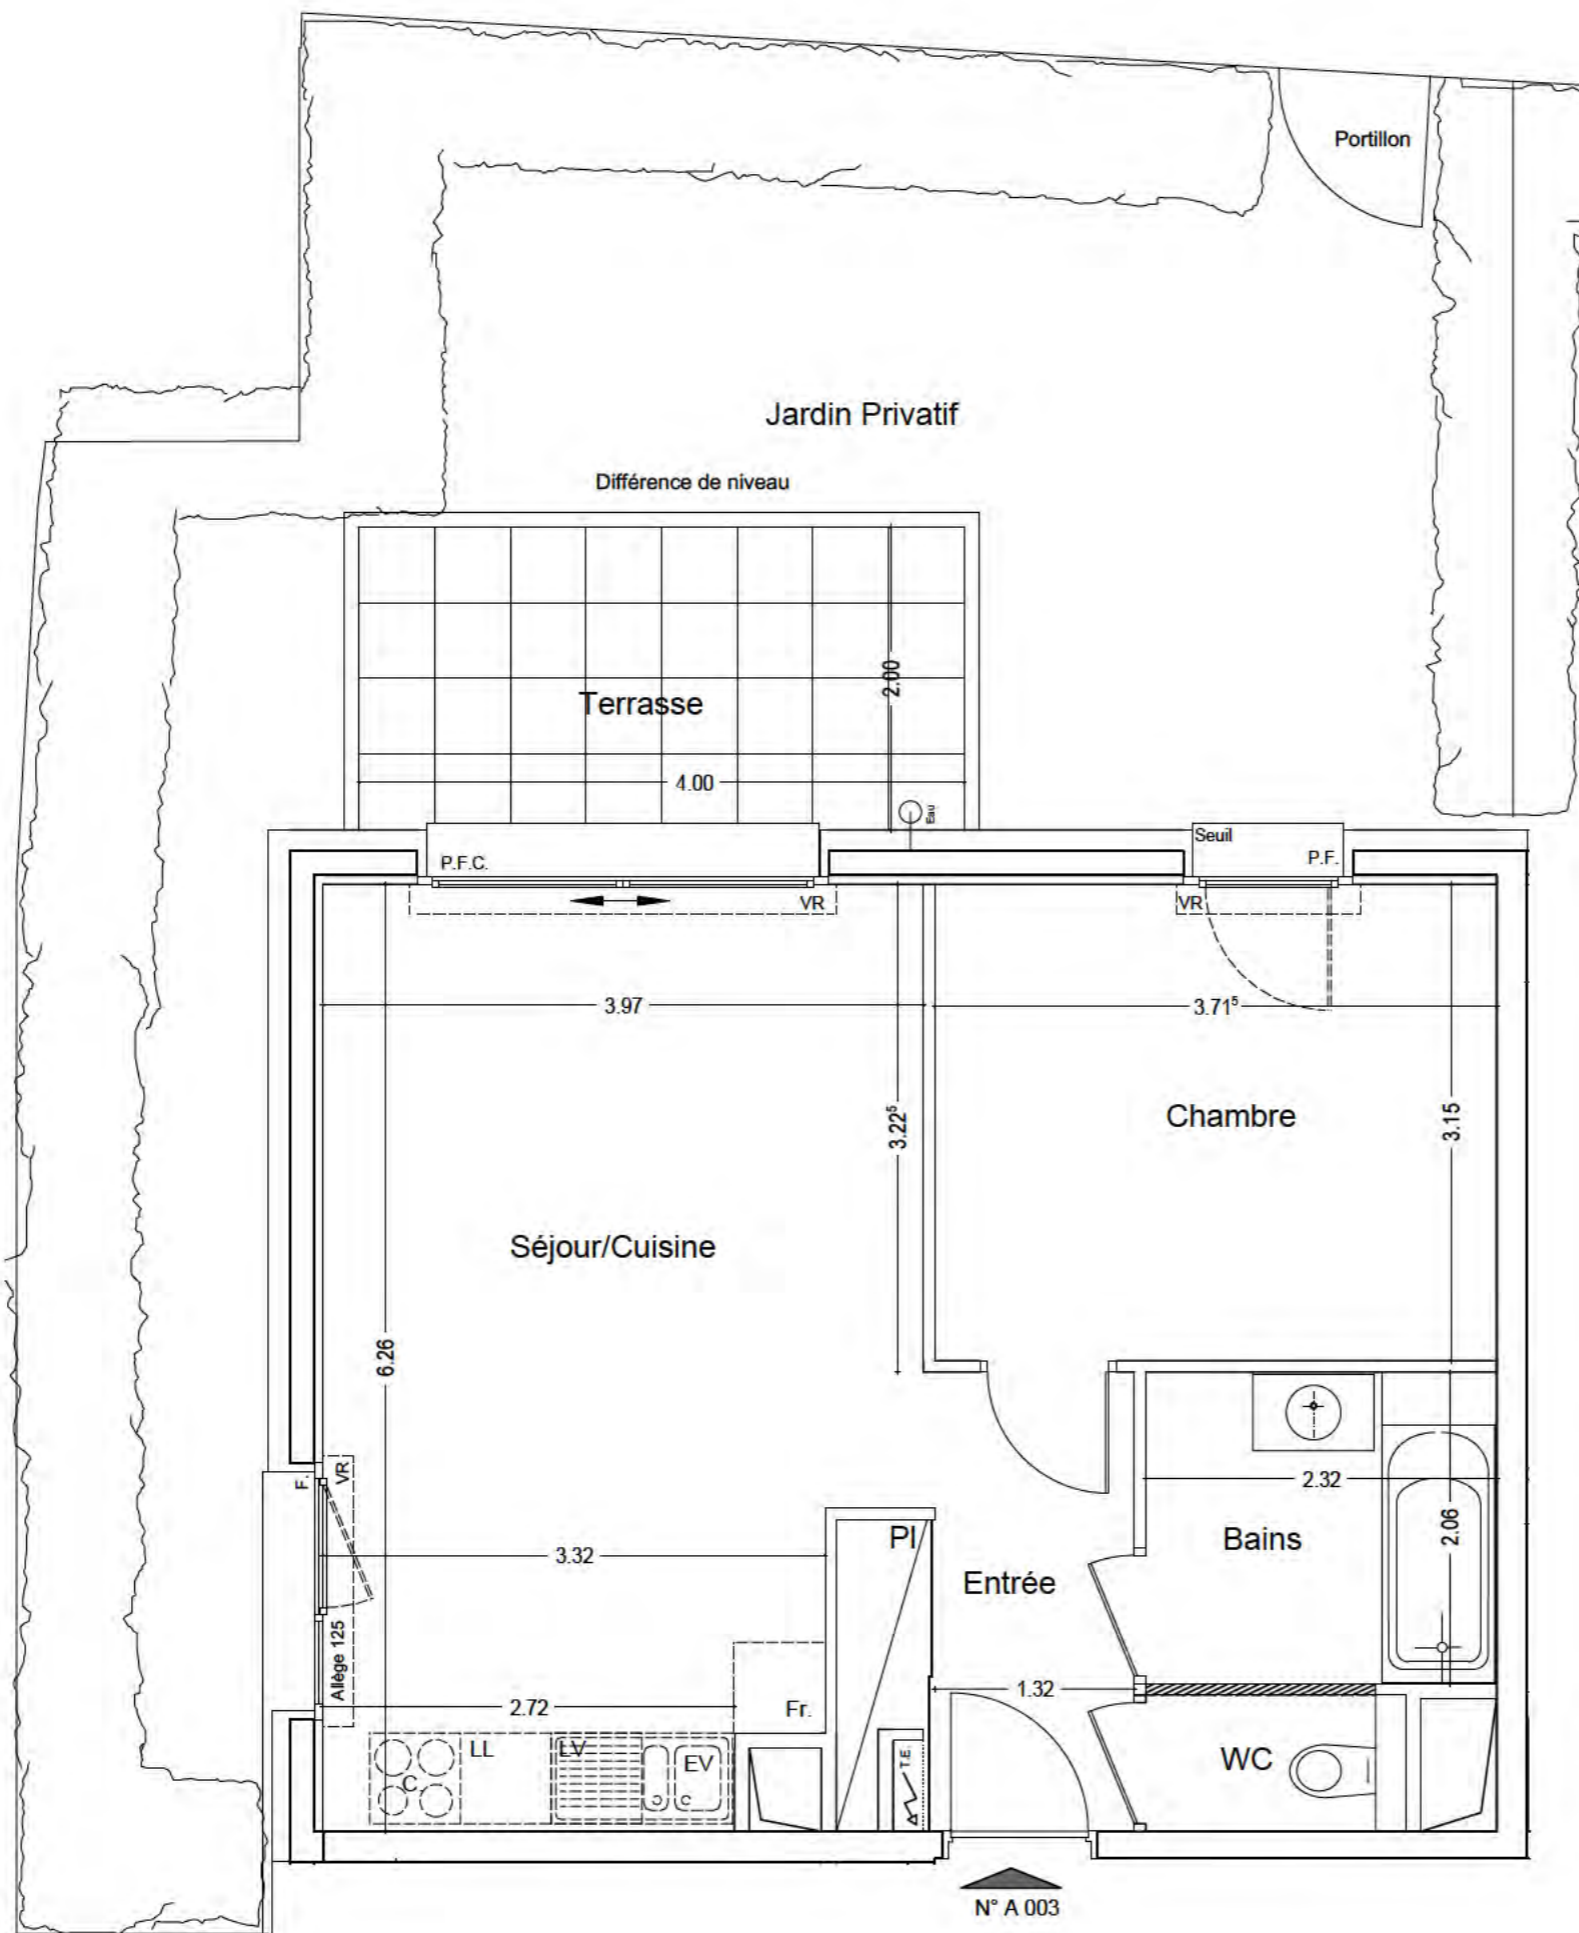 Portillon
Jardin Privatif
Différence de niveau
Terrasse
2.00
4.00
Eau
P.F.C.
Seuil
P.F.
VR
VR
3.97
3.71⁵
Chambre
3.22⁵
3.15
Séjour/Cuisine
6.26
F.
VR
2.32
Pl
Bains
2.06
3.32
Entrée
Allège 125
1.32
2.72
Fr.
LL
LV
EV
C.
T.E.
WC
N° A 003